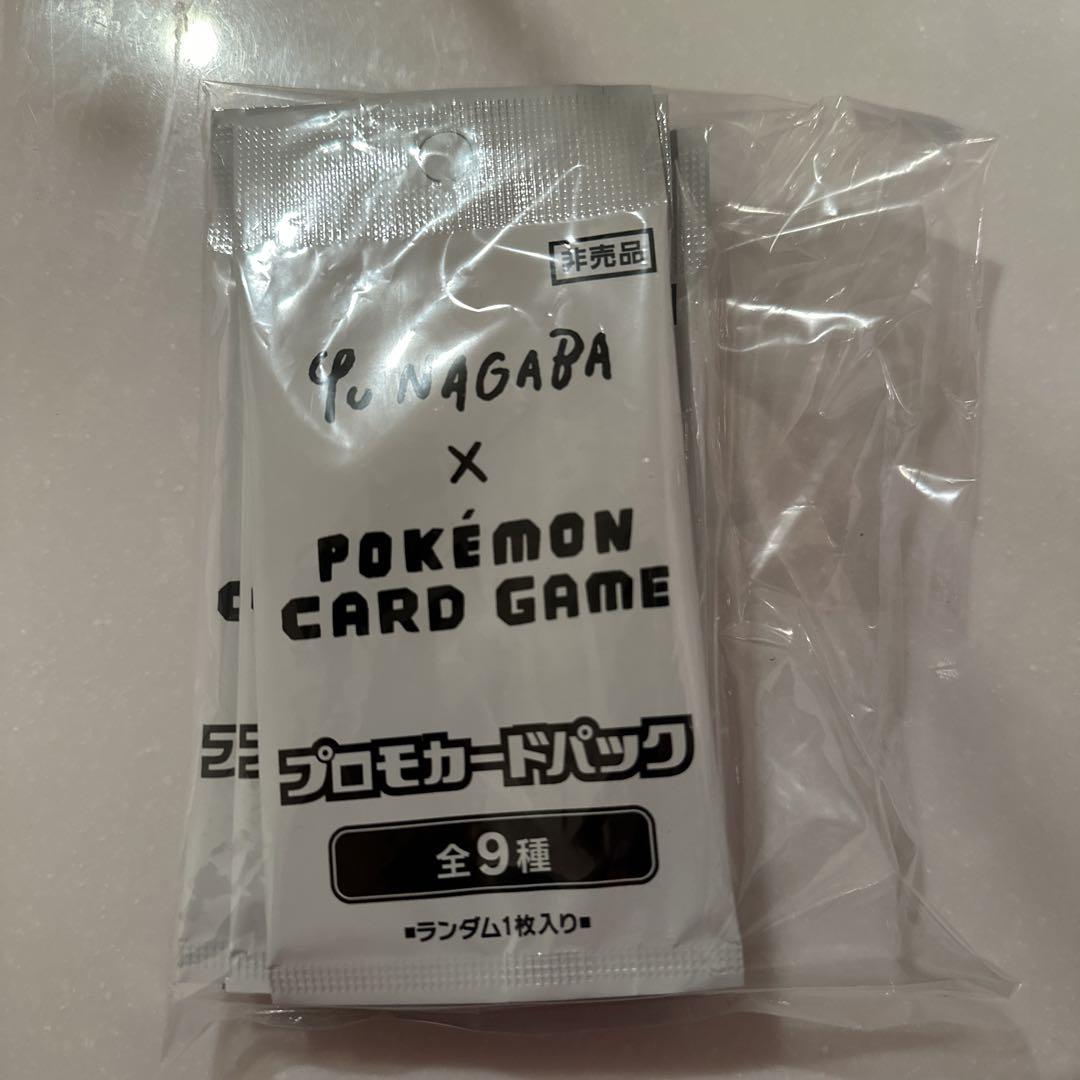 非売品
YU NAGABA
×
POKÉMON
CARD GAME
プロモカードパック
全9種
■ランダム1枚入り■